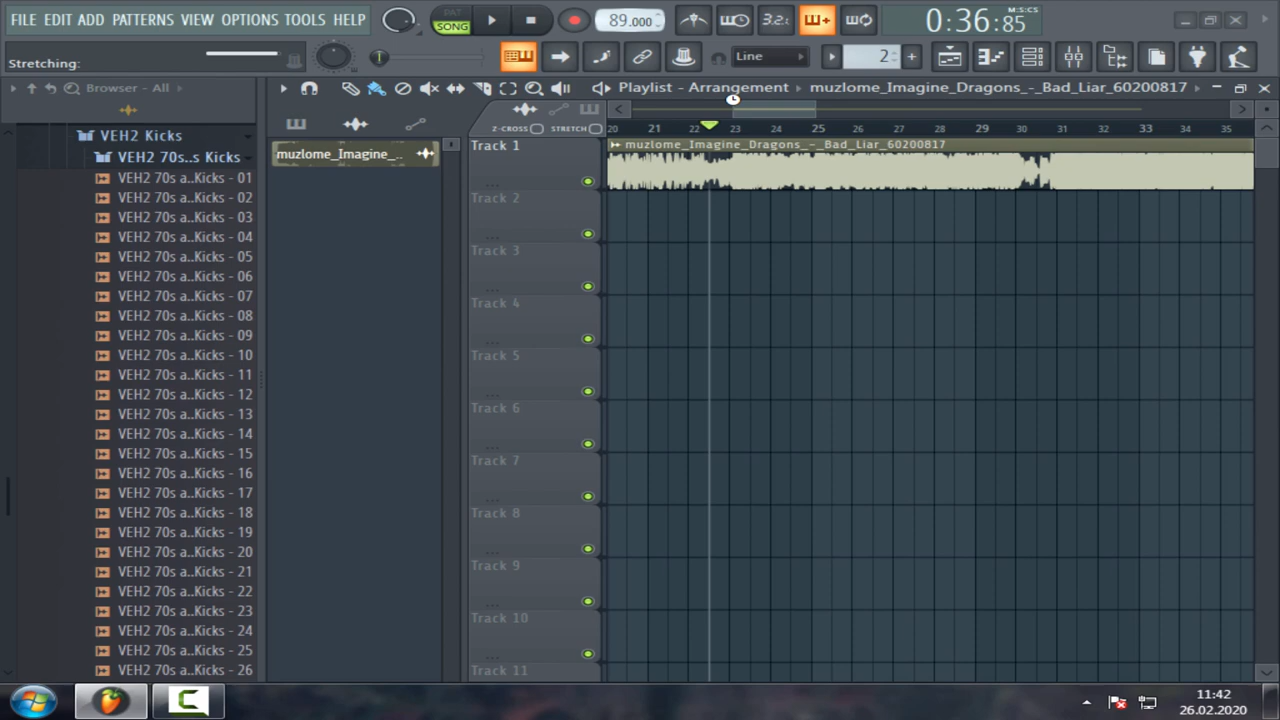 FILE EDIT ADD PATTERNS VIEW OPTIONS TOOLS HELP
PAT
SONG
89.000
3.2:
0:36:85
M:S:CS
Stretching:
Line
2
Browser - All
Playlist - Arrangement
muzlome_Imagine_Dragons_-_Bad_Liar_60200817
Z-CROSS
STRETCH
20 21 22 23 24 25 26 27 28 29 30 31 32 33 34 35
VEH2 Kicks
VEH2 70s..s Kicks
VEH2 70s a..Kicks - 01
VEH2 70s a..Kicks - 02
VEH2 70s a..Kicks - 03
VEH2 70s a..Kicks - 04
VEH2 70s a..Kicks - 05
VEH2 70s a..Kicks - 06
VEH2 70s a..Kicks - 07
VEH2 70s a..Kicks - 08
VEH2 70s a..Kicks - 09
VEH2 70s a..Kicks - 10
VEH2 70s a..Kicks - 11
VEH2 70s a..Kicks - 12
VEH2 70s a..Kicks - 13
VEH2 70s a..Kicks - 14
VEH2 70s a..Kicks - 15
VEH2 70s a..Kicks - 16
VEH2 70s a..Kicks - 17
VEH2 70s a..Kicks - 18
VEH2 70s a..Kicks - 19
VEH2 70s a..Kicks - 20
VEH2 70s a..Kicks - 21
VEH2 70s a..Kicks - 22
VEH2 70s a..Kicks - 23
VEH2 70s a..Kicks - 24
VEH2 70s a..Kicks - 25
VEH2 70s a..Kicks - 26
muzlome_Imagine_..
Track 1
muzlome_Imagine_Dragons_-_Bad_Liar_60200817
Track 2
Track 3
Track 4
Track 5
Track 6
Track 7
Track 8
Track 9
Track 10
Track 11
11:42
26.02.2020